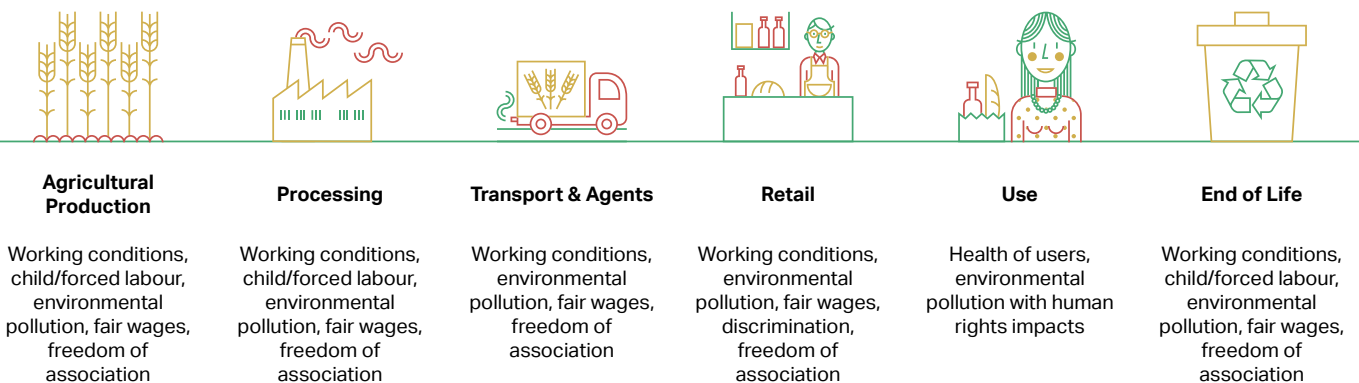 Agricultural
Production
Working conditions,
child/forced labour,
environmental
pollution, fair wages,
freedom of
association
Processing
Working conditions,
child/forced labour,
environmental
pollution, fair wages,
freedom of
association
Transport & Agents
Working conditions,
environmental
pollution, fair wages,
freedom of
association
Retail
Working conditions,
environmental
pollution, fair wages,
discrimination,
freedom of
association
Use
Health of users,
environmental
pollution with human
rights impacts
End of Life
Working conditions,
child/forced labour,
environmental
pollution, fair wages,
freedom of
association